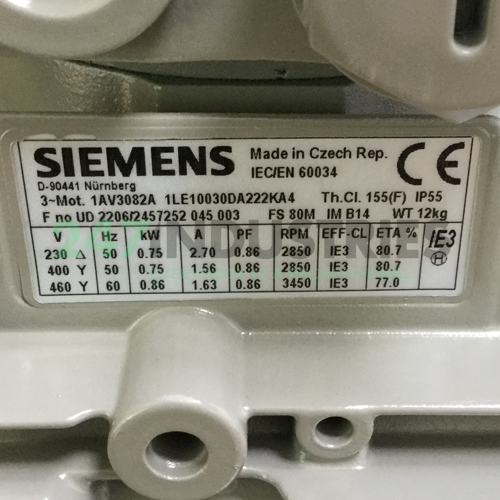 SIEMENS Made in Czech Rep. CE
D-90441 Nürnberg IEC/EN 60034
3~Mot. 1AV3082A 1LE10030DA222KA4 Th.Cl. 155(F) IP55
F no UD 2206/2457252 045 003 FS 80M IM B14 WT 12kg
V Hz kW A PF RPM EFF-CL ETA % IE3
230 Δ 50 0.75 2.70 0.86 2850 IE3 80.7
400 Y 50 0.75 1.56 0.86 2850 IE3 80.7
460 Y 60 0.86 1.63 0.86 3450 IE3 77.0
H
247INDUSTRIES